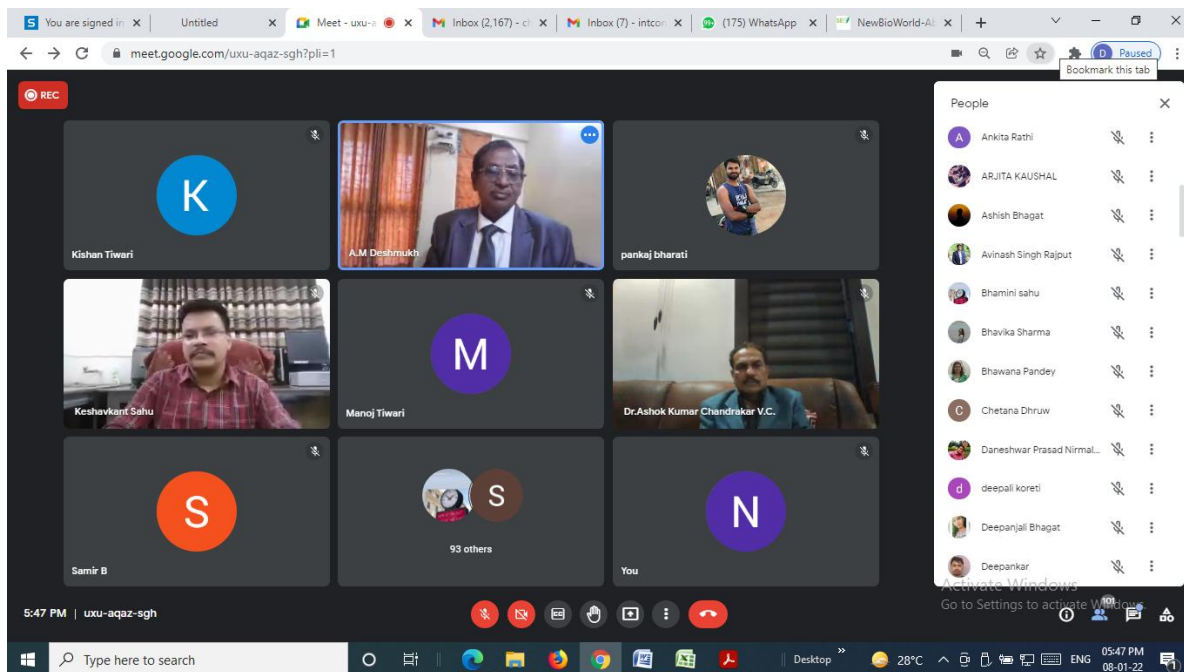 S You are signed in
Untitled
Meet - uxu-a
Inbox (2,167) - c
Inbox (7) - intcon
(175) WhatsApp
NewBioWorld-A
meet.google.com/uxu-aqaz-sgh?pli=1
D Paused
Bookmark this tab
REC
People
K
Kishan Tiwari
A.M Deshmukh
pankaj bharati
Keshavkant Sahu
M
Manoj Tiwari
Dr.Ashok Kumar Chandrakar V.C.
S
Samir B
S
93 others
N
You
A Ankita Rathi
ARJITA KAUSHAL
Ashish Bhagat
Avinash Singh Rajput
Bhamini sahu
Bhavika Sharma
Bhawana Pandey
C Chetana Dhruw
Daneshwar Prasad Nirmal...
d deepali koreti
Deepanjali Bhagat
Deepankar
Activate Windows
Go to Settings to activate Windows.
5:47 PM | uxu-aqaz-sgh
CC
101
Type here to search
Desktop
28°C
ENG
05:47 PM
08-01-22
1